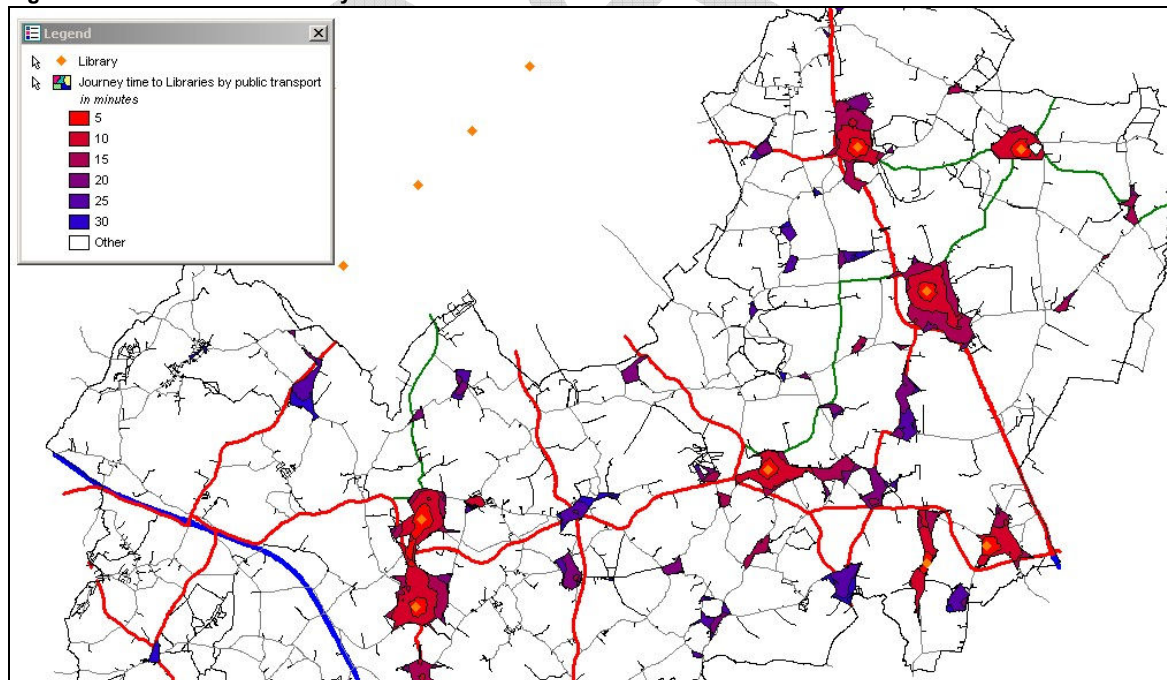 Legend
Library
Journey time to Libraries by public transport
in minutes
5
10
15
20
25
30
Other